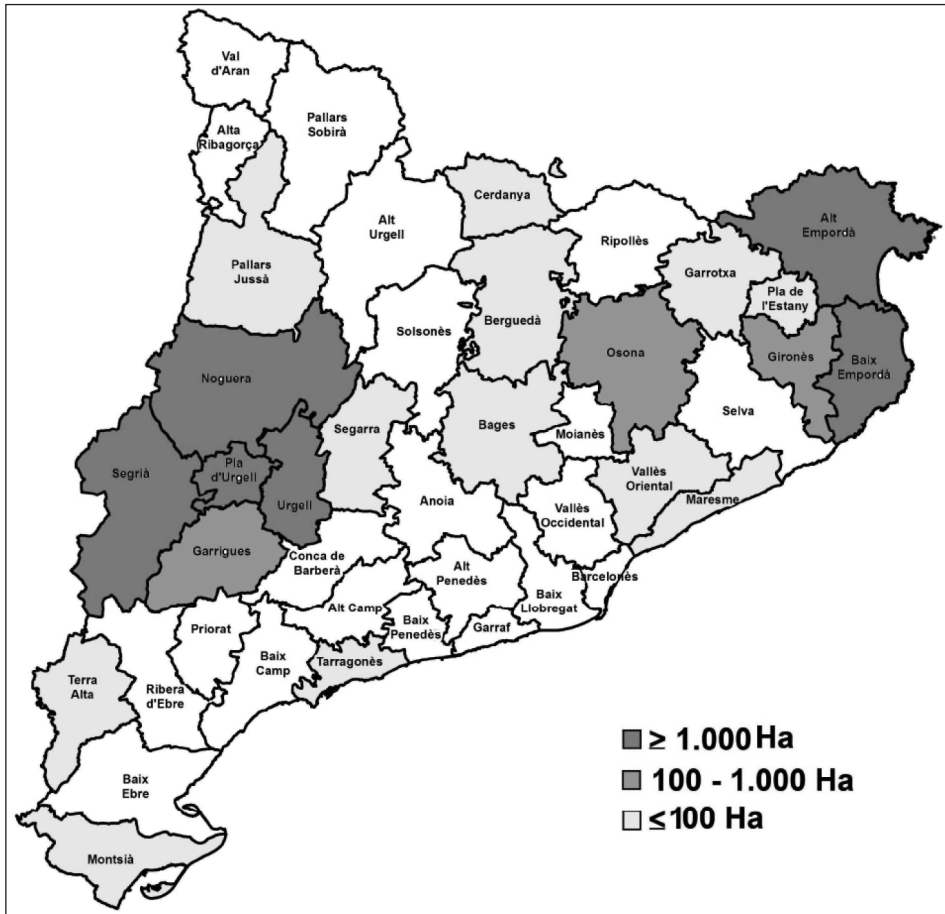 Val
d'Aran
Pallars
Sobirà
Alta
Ribagorça
Cerdanya
Alt
Empordà
Alt
Urgell
Ripollès
Garrotxa
Pallars
Jussà
Pla de
l'Estany
Berguedà
Solsonès
Osona
Gironès
Baix
Empordà
Noguera
Selva
Segarra
Bages
Moianès
Segrià
Pla
d'Urgell
Urgell
Vallès
Oriental
Maresme
Anoia
Vallès
Occidental
Garrigues
Conca de
Barberà
Alt
Penedès
Barcelonès
Baix
Llobregat
Alt Camp
Priorat
Baix
Penedès
Garraf
Baix
Camp
Tarragonès
Terra
Alta
Ribera
d'Ebre
≥ 1.000 Ha
100 - 1.000 Ha
≤100 Ha
Baix
Ebre
Montsià